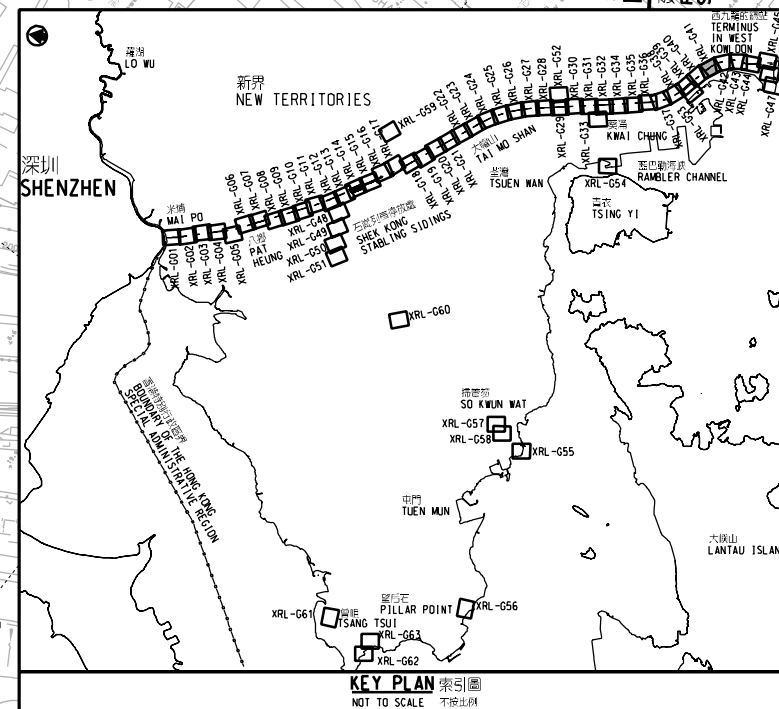 西九龍總站
TERMINUS
IN WEST
KOWLOON
羅湖
LO WU
新界
NEW TERRITORIES
深圳
SHENZHEN
米埔
MAI PO
八鄉
PAT
HEUNG
石崗列車停放處
SHEK KONG
STABLING SIDINGS
大帽山
TAI MO SHAN
荃灣
TSUEN WAN
葵涌
KWAI CHUNG
藍巴勒海峽
RAMBLER CHANNEL
青衣
TSING YI
XRL-G01
XRL-G02
XRL-G03
XRL-G04
XRL-G05
XRL-G06
XRL-G07
XRL-G08
XRL-G09
XRL-G10
XRL-G11
XRL-G12
XRL-G13
XRL-G14
XRL-G15
XRL-G16
XRL-G17
XRL-G18
XRL-G19
XRL-G20
XRL-G21
XRL-G22
XRL-G23
XRL-G24
XRL-G25
XRL-G26
XRL-G27
XRL-G28
XRL-G52
XRL-G29
XRL-G30
XRL-G31
XRL-G32
XRL-G33
XRL-G34
XRL-G35
XRL-G36
XRL-G39
XRL-G40
XRL-G41
XRL-G42
XRL-G43
XRL-G44
XRL-G47
XRL-G48
XRL-G49
XRL-G50
XRL-G51
XRL-G59
XRL-G54
XRL-G60
香港特別行政區界
BOUNDARY OF THE HONG KONG
SPECIAL ADMINISTRATIVE REGION
掃管笏
SO KWUN WAT
XRL-G57
XRL-G58
XRL-G55
屯門
TUEN MUN
大嶼山
LANTAU ISLAN
望后石
PILLAR POINT
XRL-G56
XRL-G61
曾咀
TSANG TSUI
XRL-G63
XRL-G62
KEY PLAN 索引圖
NOT TO SCALE 不按比例